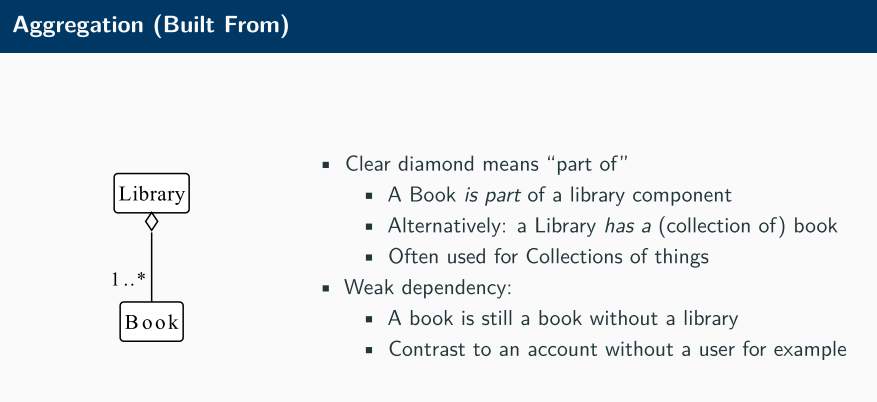 Aggregation (Built From)
Library
1..*
Book
▪ Clear diamond means “part of”
▪ A Book is part of a library component
▪ Alternatively: a Library has a (collection of) book
▪ Often used for Collections of things
▪ Weak dependency:
▪ A book is still a book without a library
▪ Contrast to an account without a user for example